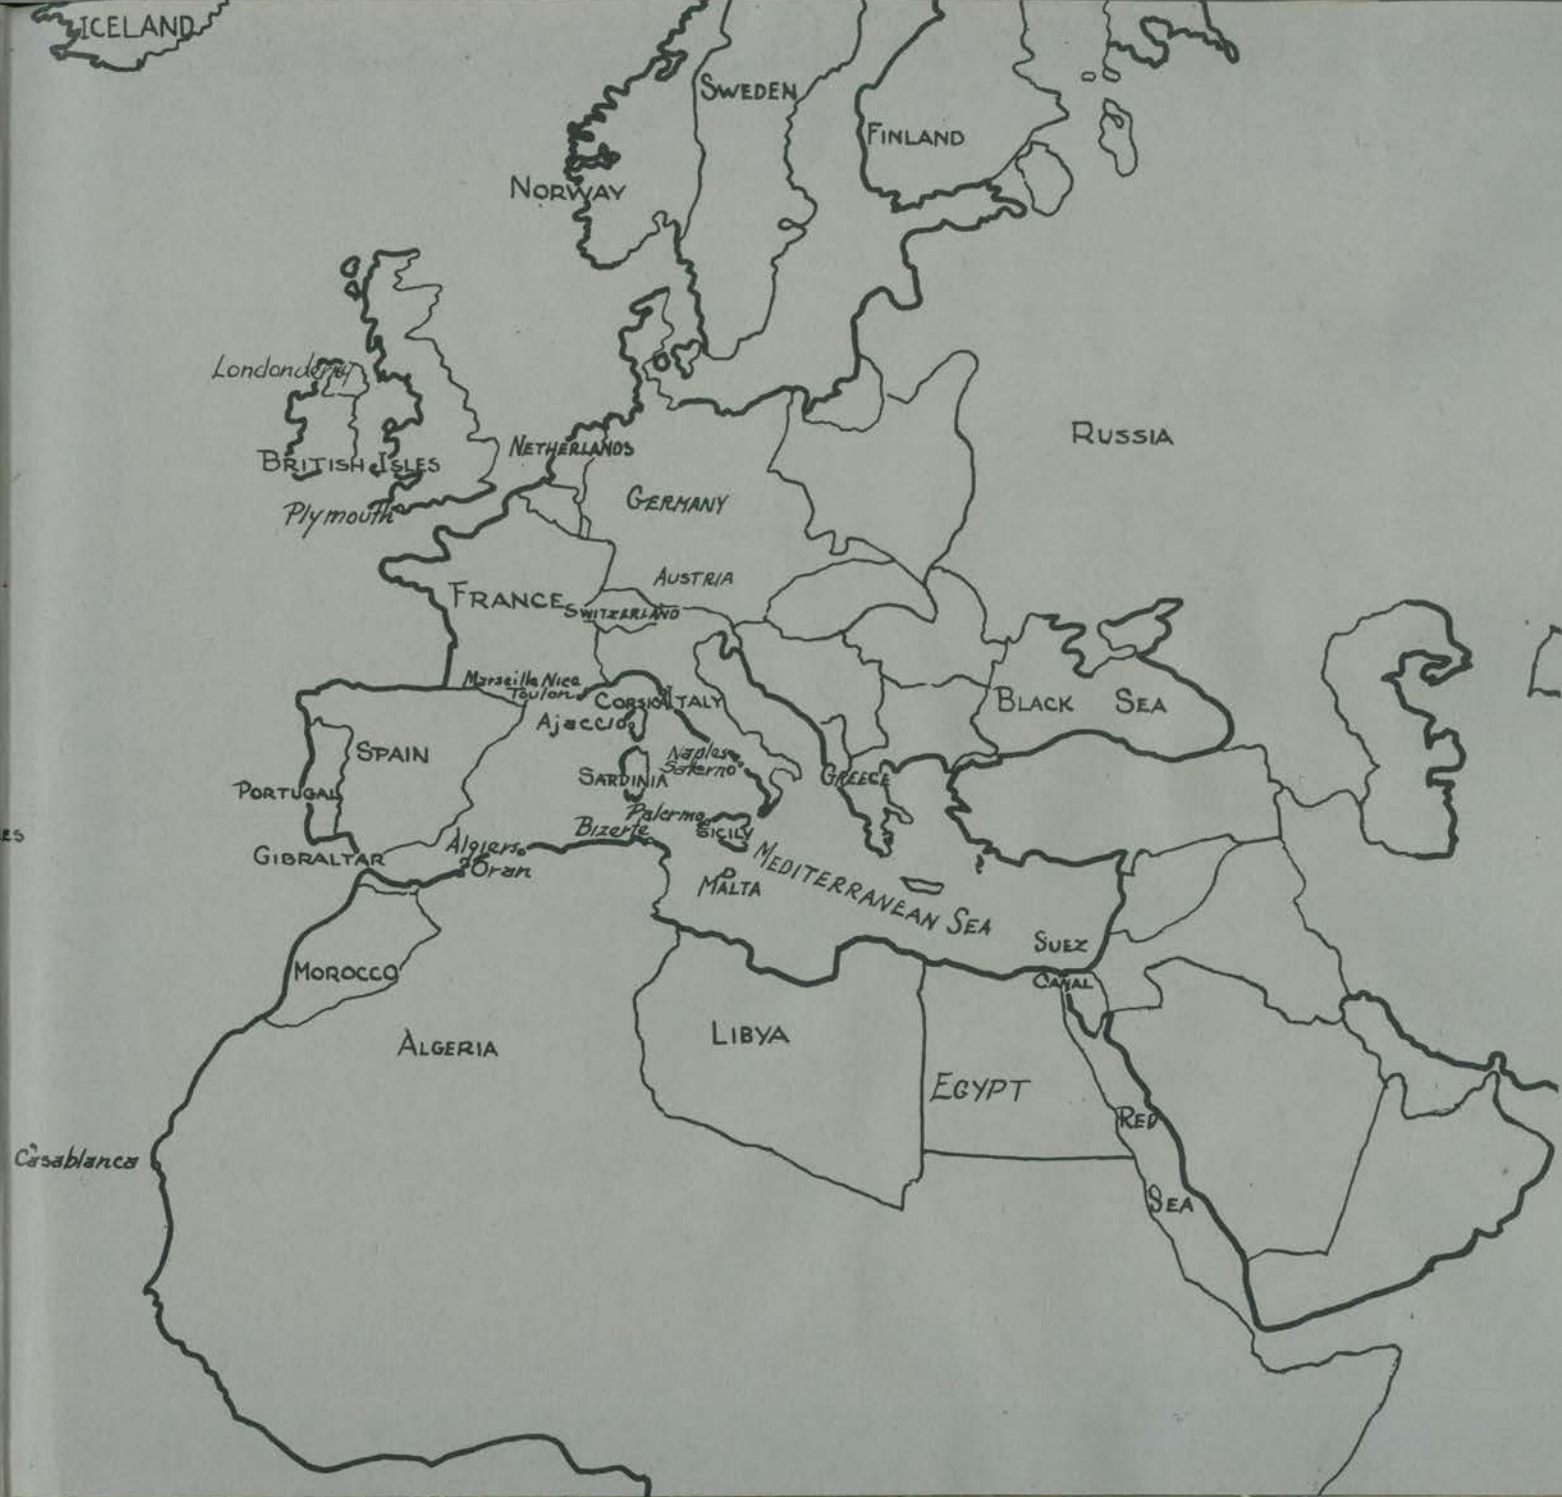 ICELAND
SWEDEN
FINLAND
NORWAY
Londonderry
NETHERLANDS
RUSSIA
BRITISH ISLES
GERMANY
Plymouth
AUSTRIA
FRANCE
SWITZERLAND
Marseille Nice
Toulon
CORSICA
ITALY
BLACK SEA
Ajaccio
SPAIN
Naples
Salerno
SARDINIA
GREECE
PORTUGAL
Palermo
Bizerte
SICILY
ES
GIBRALTAR
Algiers
Oran
MEDITERRANEAN SEA
MALTA
SUEZ
CANAL
MOROCCO
ALGERIA
LIBYA
EGYPT
RED
SEA
Casablanca